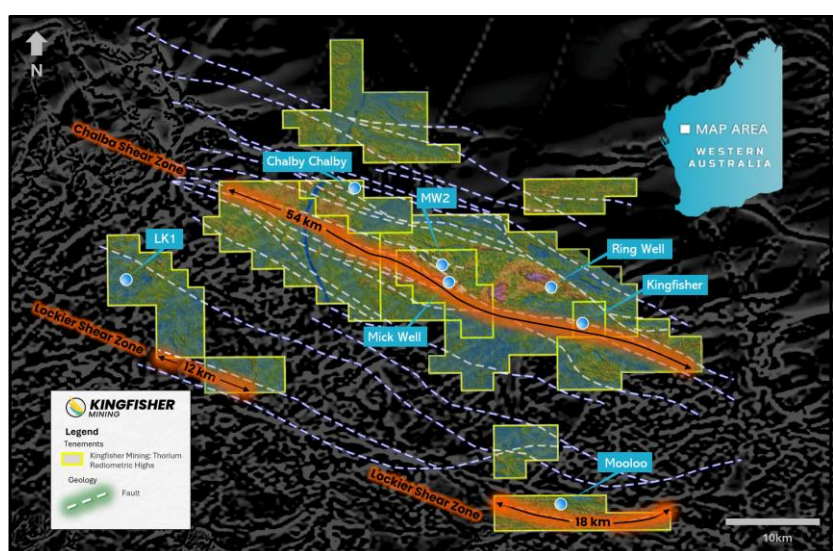 N
MAP AREA
WESTERN
AUSTRALIA
Chalba Shear Zone
Chalby Chalby
MW2
54 km
LK1
Ring Well
Kingfisher
Mick Well
Lockier Shear Zone
12 km
KINGFISHER
MINING
Legend
Tenements
Kingfisher Mining: Thorium
Radiometric Highs
Geology
Fault
Mooloo
Lockier Shear Zone
18 km
10km